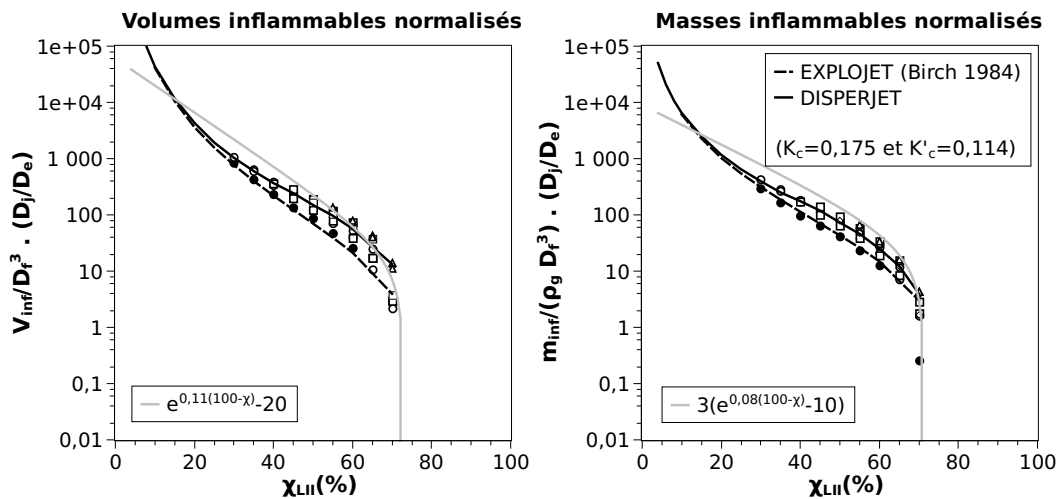 Volumes inflammables normalisés
1e+05
1e+04
1 000
100
10
1
0,1
0,01
V_inf/D_f^3 . (D_j/D_e)
e^0,11(100-χ)-20
0 20 40 60 80 100
χ_LII(%)
Masses inflammables normalisés
1e+05
1e+04
1 000
100
10
1
0,1
0,01
m_inf/(ρ_g D_f^3) . (D_j/D_e)
EXPLOJET (Birch 1984)
DISPERJET
(K_c=0,175 et K'_c=0,114)
3(e^0,08(100-χ)-10)
0 20 40 60 80 100
χ_LII(%)